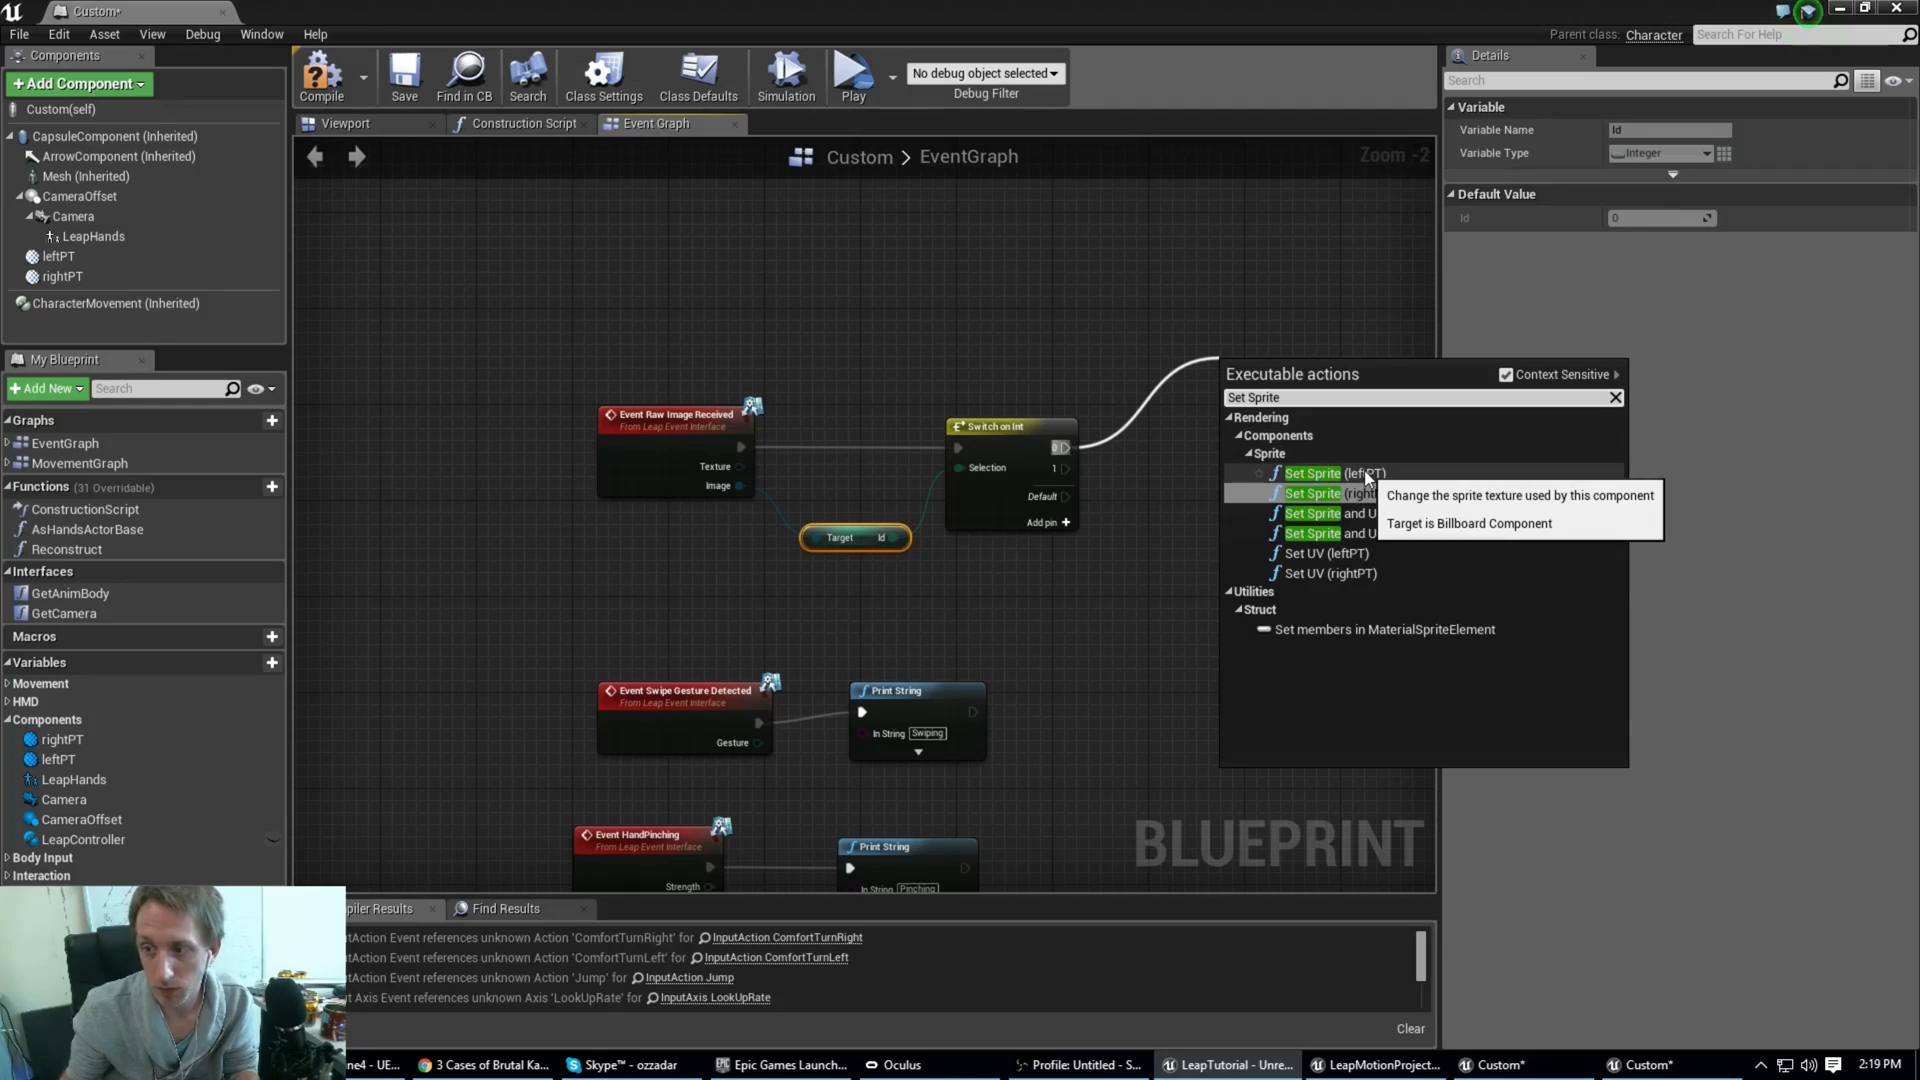 Custom*
File Edit Asset View Debug Window Help
Parent class: Character
Search For Help
Components
+ Add Component
Custom(self)
CapsuleComponent (Inherited)
ArrowComponent (Inherited)
Mesh (Inherited)
CameraOffset
Camera
LeapHands
leftPT
rightPT
CharacterMovement (Inherited)
My Blueprint
+ Add New
Search
Graphs
EventGraph
MovementGraph
Functions (31 Overridable)
ConstructionScript
AsHandsActorBase
Reconstruct
Interfaces
GetAnimBody
GetCamera
Macros
Variables
Movement
HMD
Components
rightPT
leftPT
LeapHands
Camera
CameraOffset
LeapController
Body Input
Interaction
Compile
Save
Find in CB
Search
Class Settings
Class Defaults
Simulation
Play
No debug object selected
Debug Filter
Viewport
Construction Script
Event Graph
Custom > EventGraph
Zoom -2
Event Raw Image Received
From Leap Event Interface
Texture
Image
Target Id
Switch on Int
0
Selection
1
Default
Add pin +
Event Swipe Gesture Detected
From Leap Event Interface
Gesture
Print String
In String Swiping
Event HandPinching
From Leap Event Interface
Strength
Print String
In String Pinching
BLUEPRINT
Executable actions
Context Sensitive
Set Sprite
Rendering
Components
Sprite
Set Sprite (leftPT)
Set Sprite (right
Set Sprite and U
Set Sprite and U
Set UV (leftPT)
Set UV (rightPT)
Utilities
Struct
Set members in MaterialSpriteElement
Change the sprite texture used by this component
Target is Billboard Component
Details
Search
Variable
Variable Name Id
Variable Type Integer
Default Value
Id 0
piler Results
Find Results
tAction Event references unknown Action 'ComfortTurnRight' for InputAction ComfortTurnRight
tAction Event references unknown Action 'ComfortTurnLeft' for InputAction ComfortTurnLeft
tAction Event references unknown Action 'Jump' for InputAction Jump
t Axis Event references unknown Axis 'LookUpRate' for InputAxis LookUpRate
Clear
ne4 - UE...
3 Cases of Brutal Ka...
Skype™ - ozzadar
Epic Games Launch...
Oculus
Profile: Untitled - S...
LeapTutorial - Unre...
LeapMotionProject...
Custom*
Custom*
2:19 PM